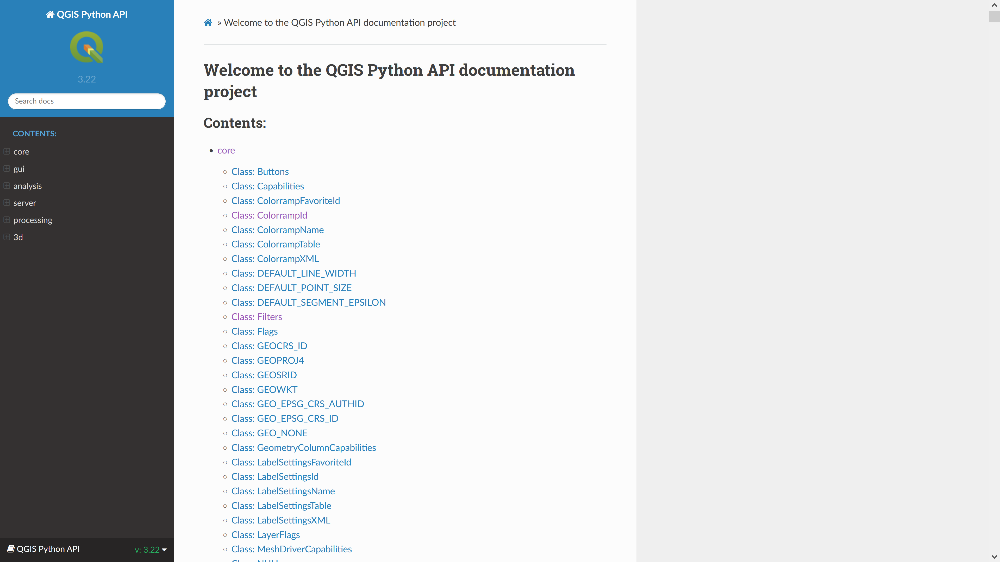 QGIS Python API
3.22
Search docs
CONTENTS:
core
gui
analysis
server
processing
3d
QGIS Python API
v: 3.22
» Welcome to the QGIS Python API documentation project
Welcome to the QGIS Python API documentation
project
Contents:
core
Class: Buttons
Class: Capabilities
Class: ColorrampFavoriteId
Class: ColorrampId
Class: ColorrampName
Class: ColorrampTable
Class: ColorrampXML
Class: DEFAULT_LINE_WIDTH
Class: DEFAULT_POINT_SIZE
Class: DEFAULT_SEGMENT_EPSILON
Class: Filters
Class: Flags
Class: GEOCRS_ID
Class: GEOPROJ4
Class: GEOSRID
Class: GEOWKT
Class: GEO_EPSG_CRS_AUTHID
Class: GEO_EPSG_CRS_ID
Class: GEO_NONE
Class: GeometryColumnCapabilities
Class: LabelSettingsFavoriteId
Class: LabelSettingsId
Class: LabelSettingsName
Class: LabelSettingsTable
Class: LabelSettingsXML
Class: LayerFlags
Class: MeshDriverCapabilities